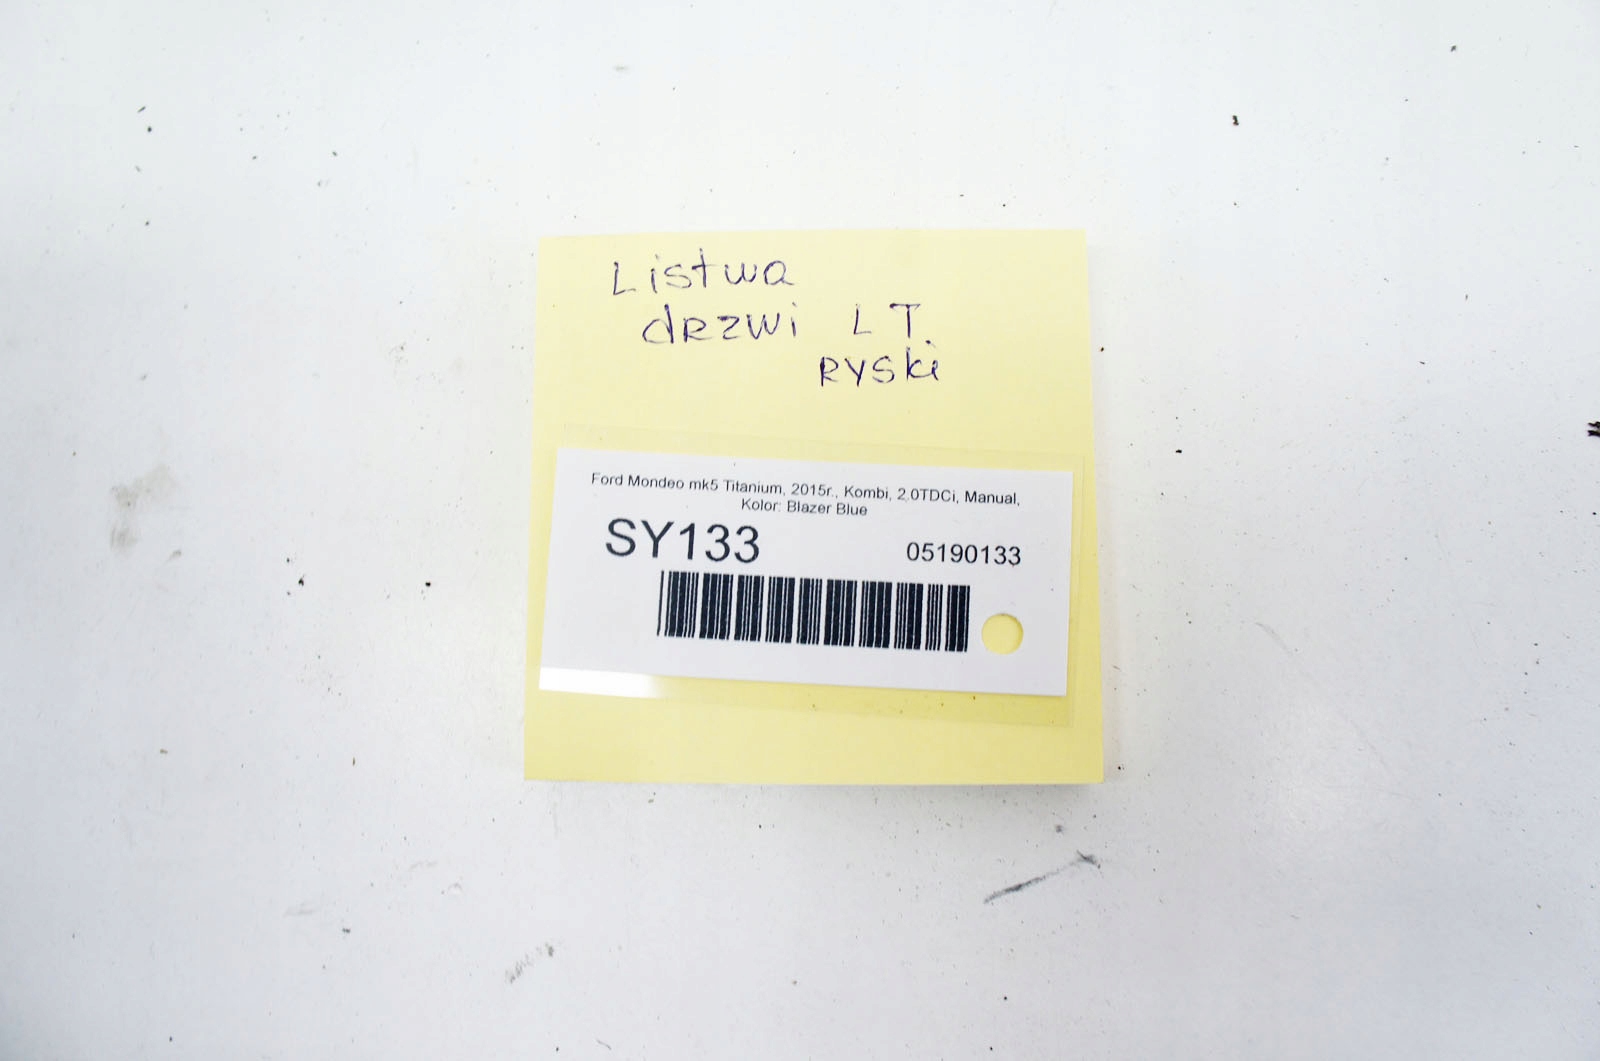 Listwa
drzwi LT.
ryski
Ford Mondeo mk5 Titanium, 2015r., Kombi, 2.0TDCi, Manual,
Kolor: Blazer Blue
SY133 05190133